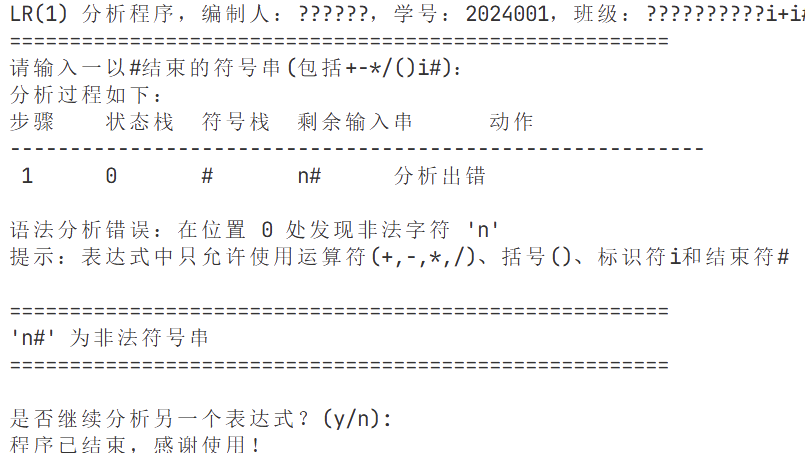 LR(1) 分析程序，编制人：??????，学号：2024001，班级：??????????i+i#
=======================================================
请输入一以#结束的符号串(包括+-*/()i#)：
分析过程如下：
步骤 状态栈 符号栈 剩余输入串 动作
----------------------------------------------------------
1 0 # n# 分析出错
语法分析错误：在位置 0 处发现非法字符 'n'
提示：表达式中只允许使用运算符(+,-,*,/)、括号()、标识符i和结束符#
=======================================================
'n#' 为非法符号串
=======================================================
是否继续分析另一个表达式？(y/n):
程序已结束，感谢使用！